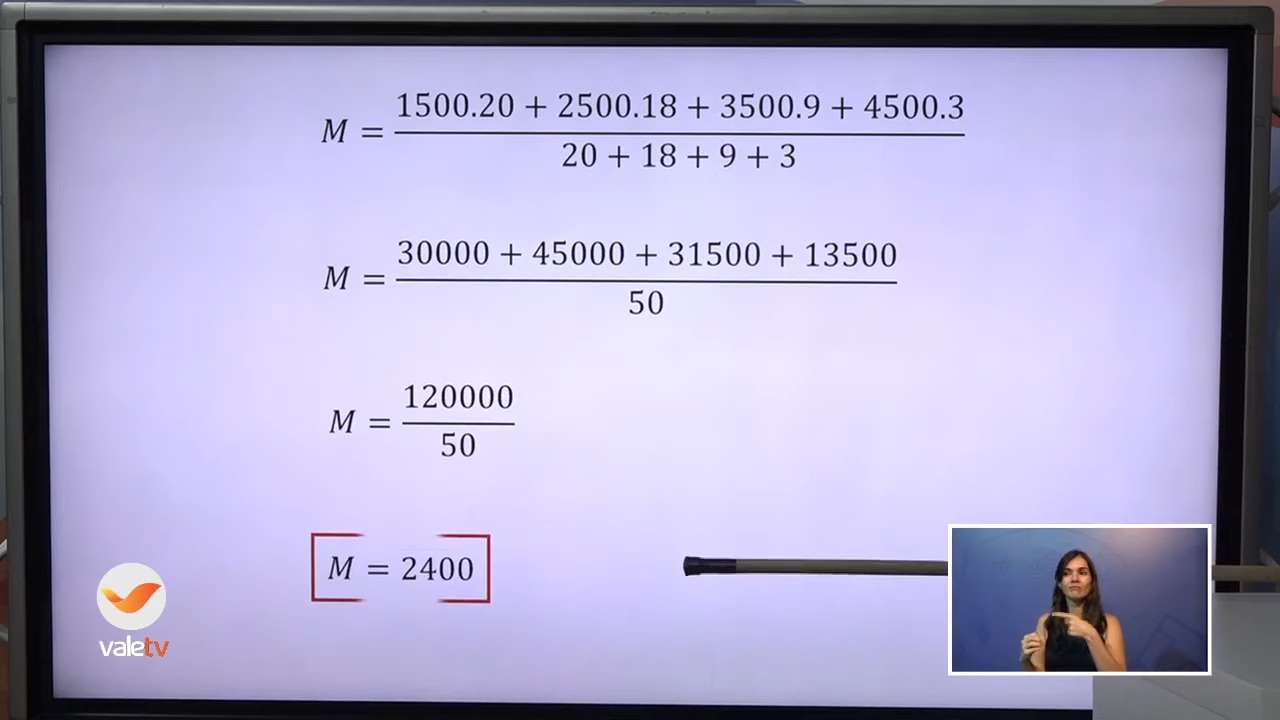 M = 1500.20 + 2500.18 + 3500.9 + 4500.3
20 + 18 + 9 + 3
M = 30000 + 45000 + 31500 + 13500
50
M = 120000
50
M = 2400
valetv